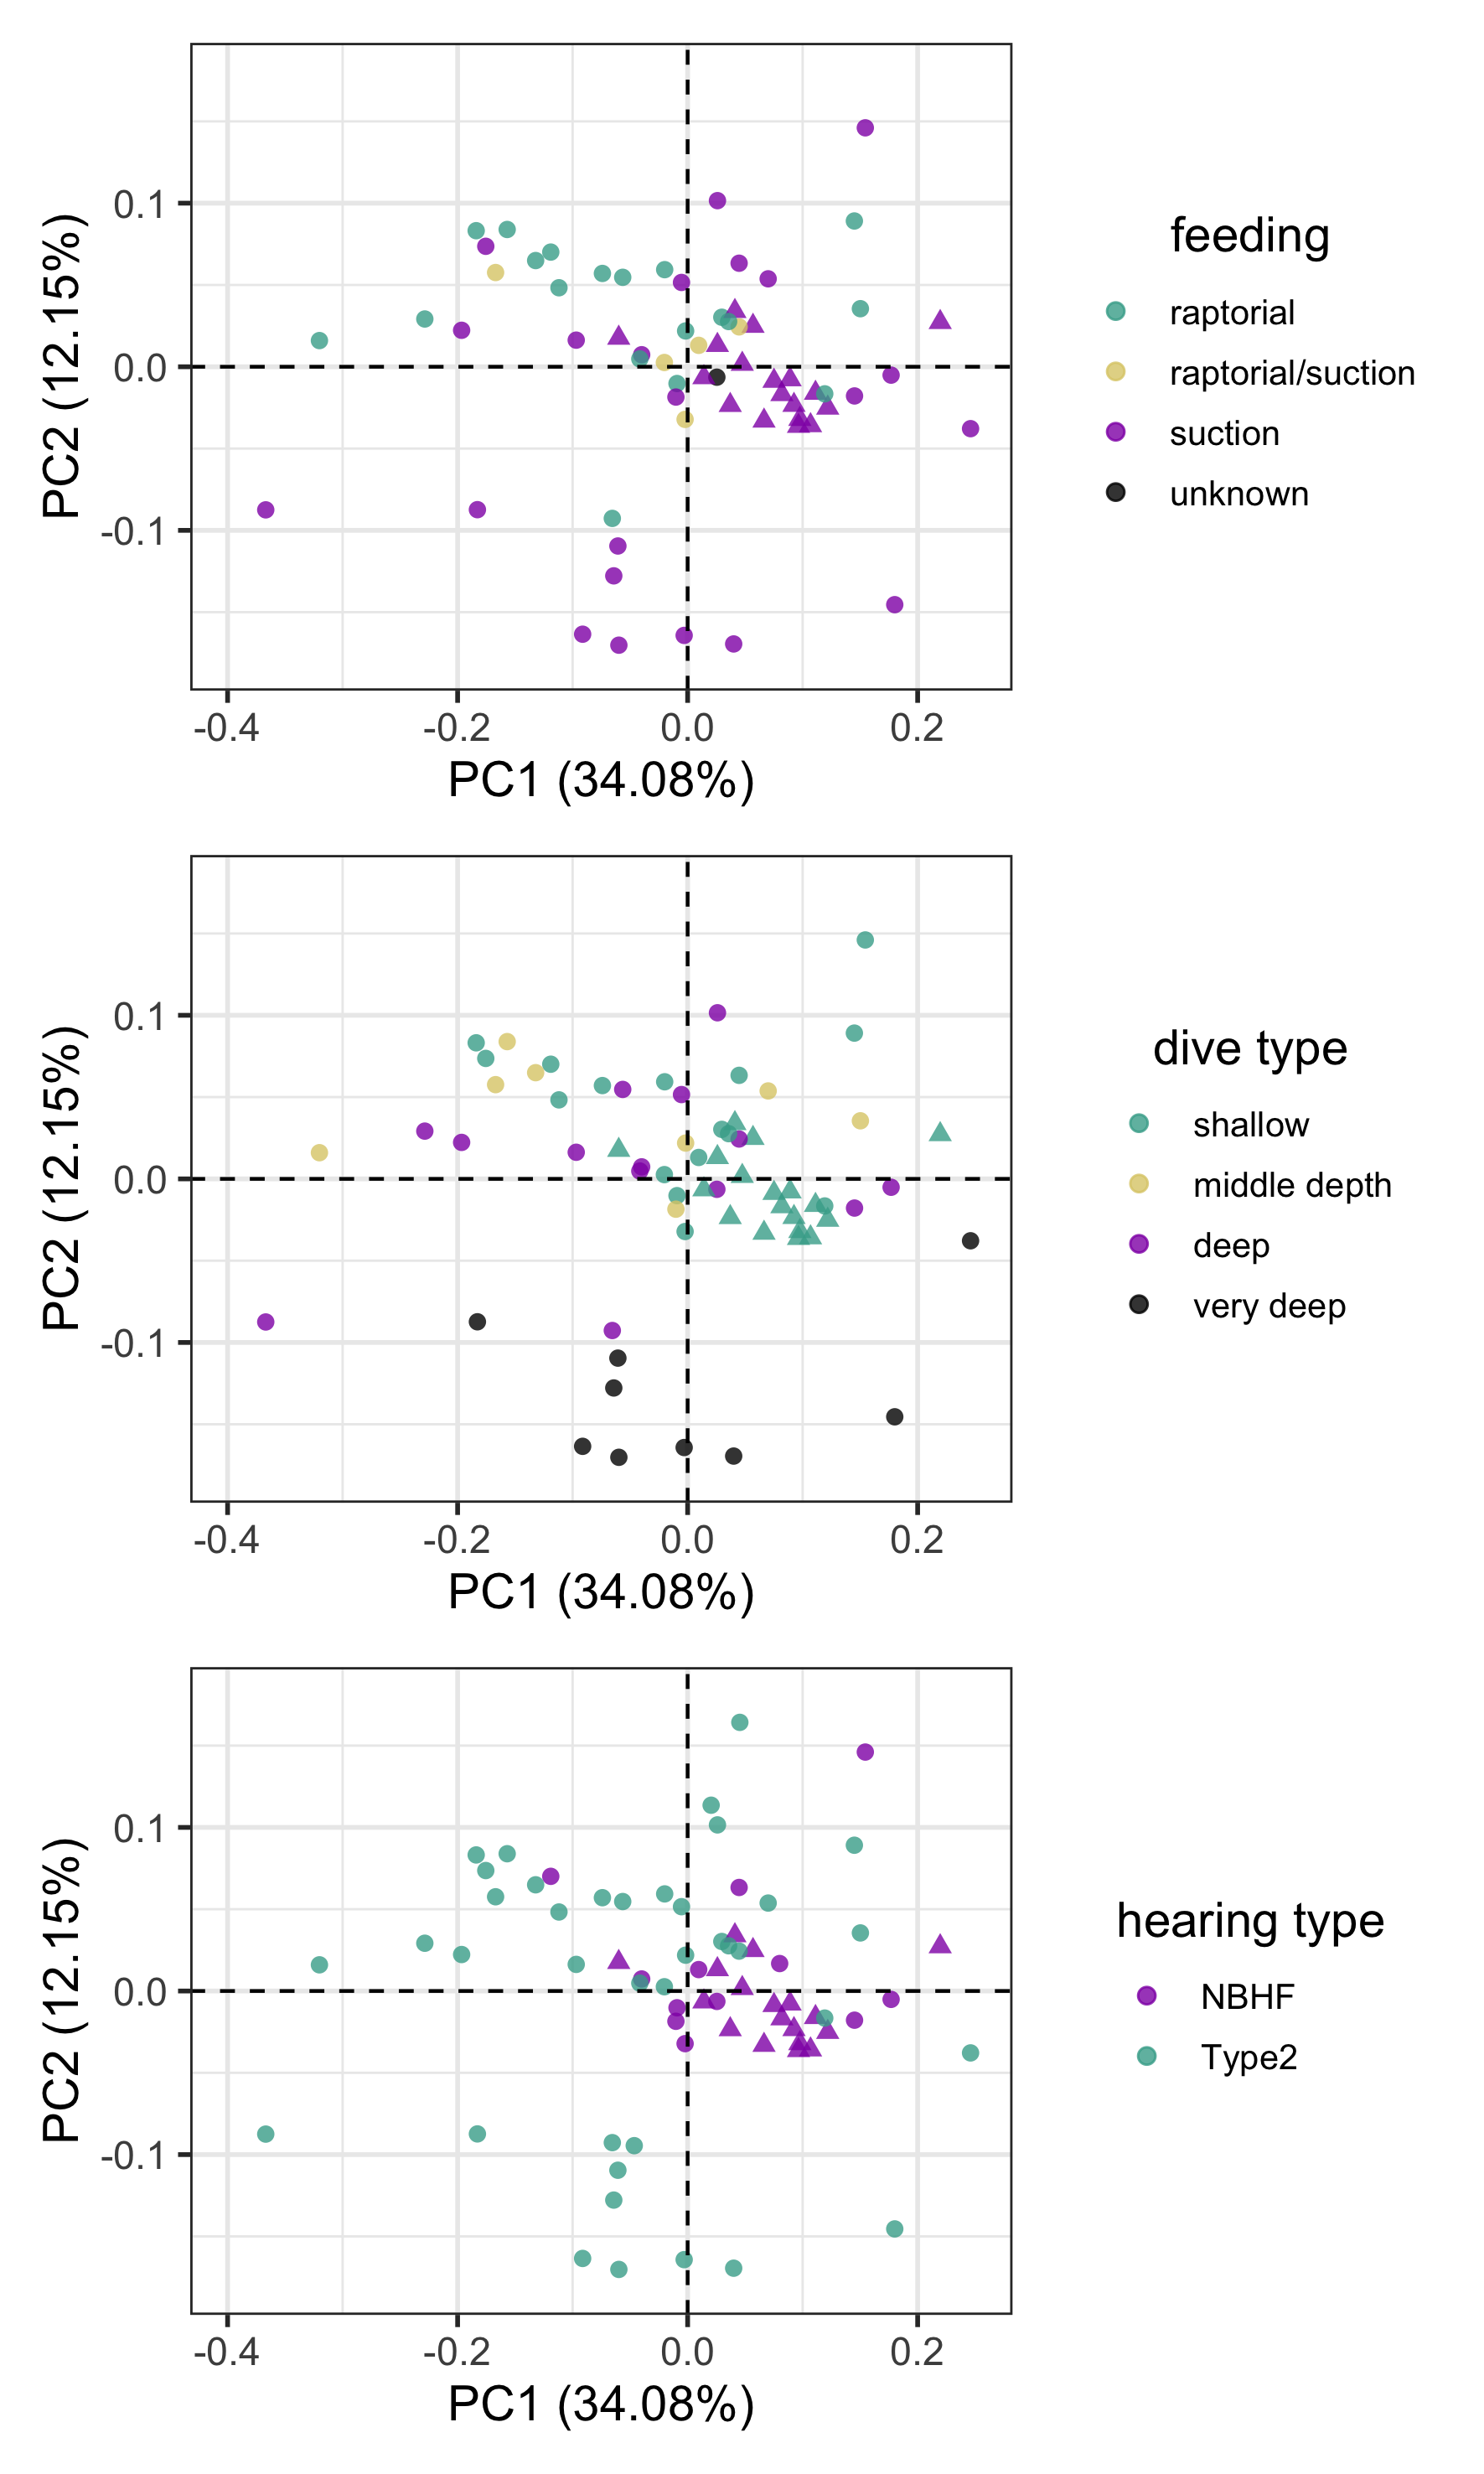 0.1
0.0
-0.1
PC2 (12.15%)
-0.4 -0.2 0.0 0.2
PC1 (34.08%)
feeding
raptorial
raptorial/suction
suction
unknown
0.1
0.0
-0.1
PC2 (12.15%)
-0.4 -0.2 0.0 0.2
PC1 (34.08%)
dive type
shallow
middle depth
deep
very deep
0.1
0.0
-0.1
PC2 (12.15%)
-0.4 -0.2 0.0 0.2
PC1 (34.08%)
hearing type
NBHF
Type2